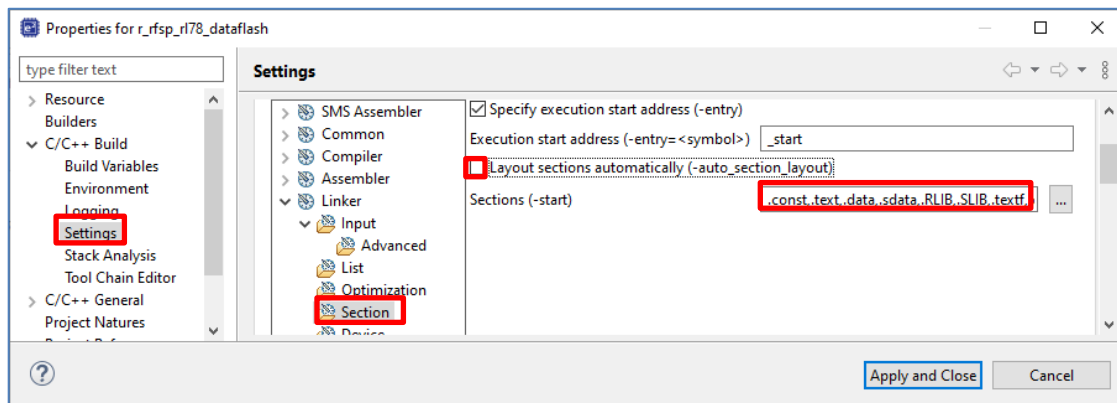 Properties for r_rfsp_rl78_dataflash
type filter text
Settings
Resource
Builders
C/C++ Build
Build Variables
Environment
Logging
Settings
Stack Analysis
Tool Chain Editor
C/C++ General
Project Natures
SMS Assembler
Common
Compiler
Assembler
Linker
Input
Advanced
List
Optimization
Section
Device
Specify execution start address (-entry)
Execution start address (-entry=<symbol>) _start
Layout sections automatically (-auto_section_layout)
Sections (-start) .const,.text,.data,.sdata,.RLIB,.SLIB,.textf,
...
Apply and Close
Cancel